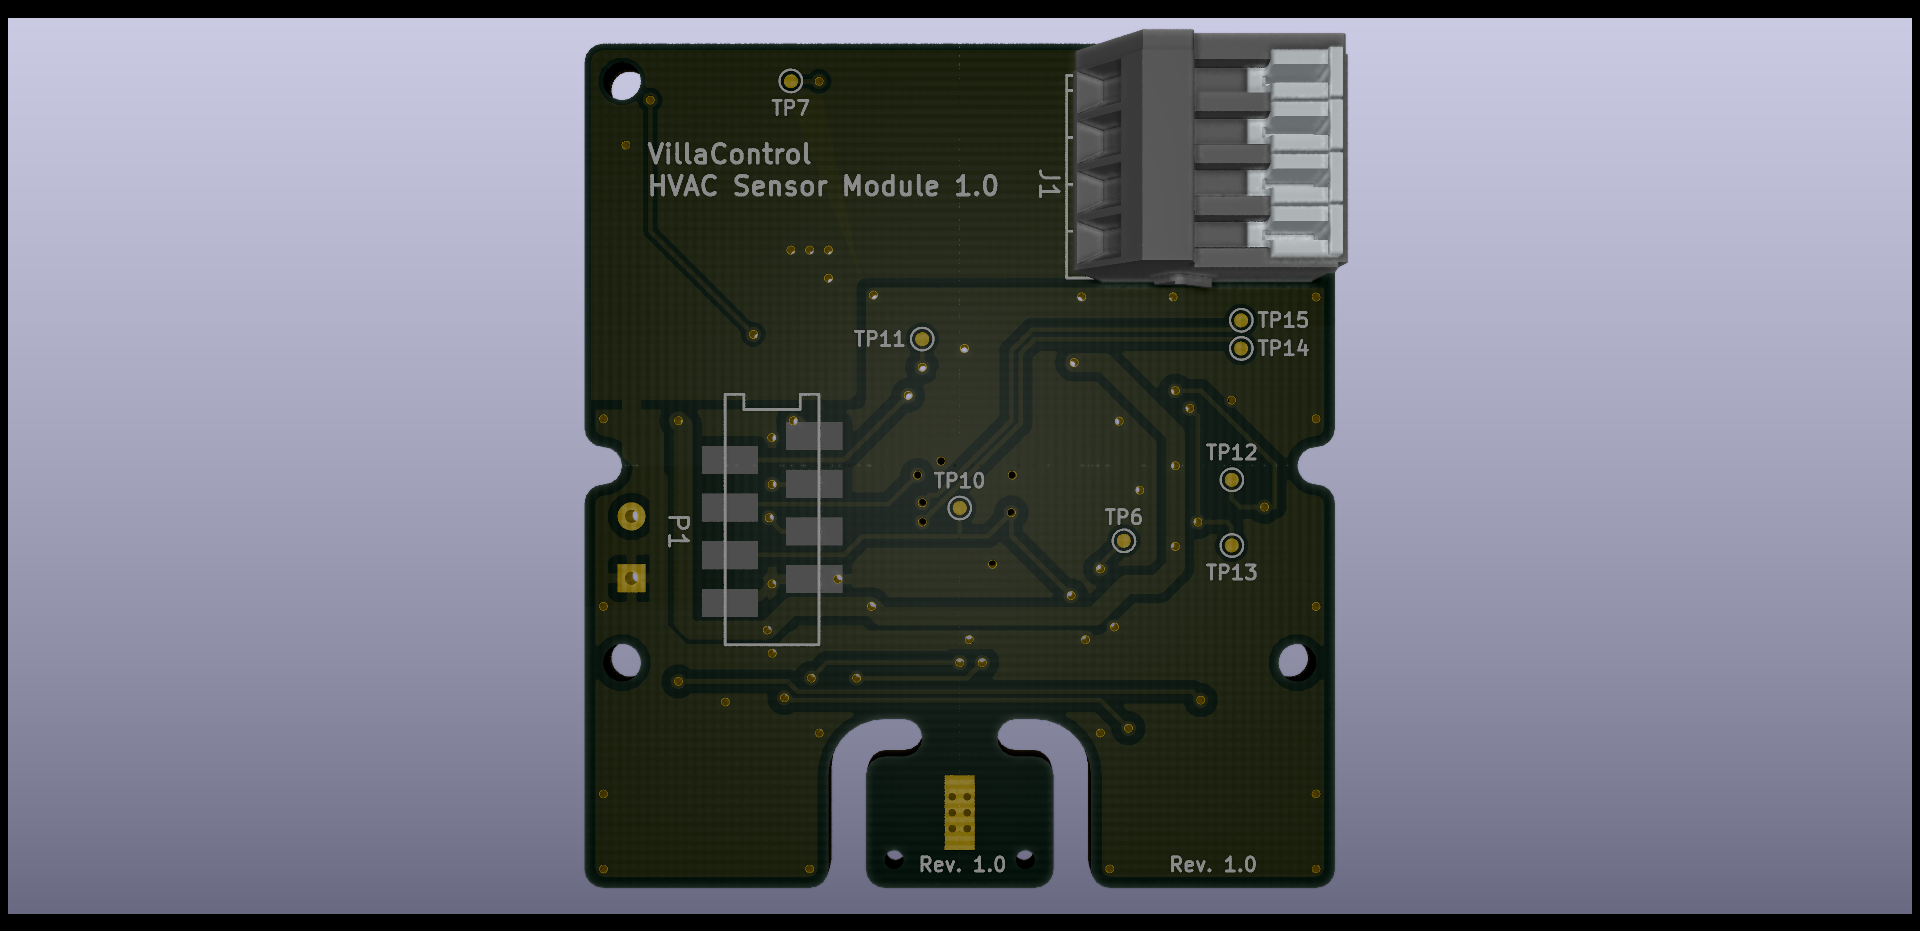 TP7
VillaControl
HVAC Sensor Module 1.0
J1
TP15
TP11
TP14
TP12
TP10
TP6
P1
TP13
Rev. 1.0
Rev. 1.0